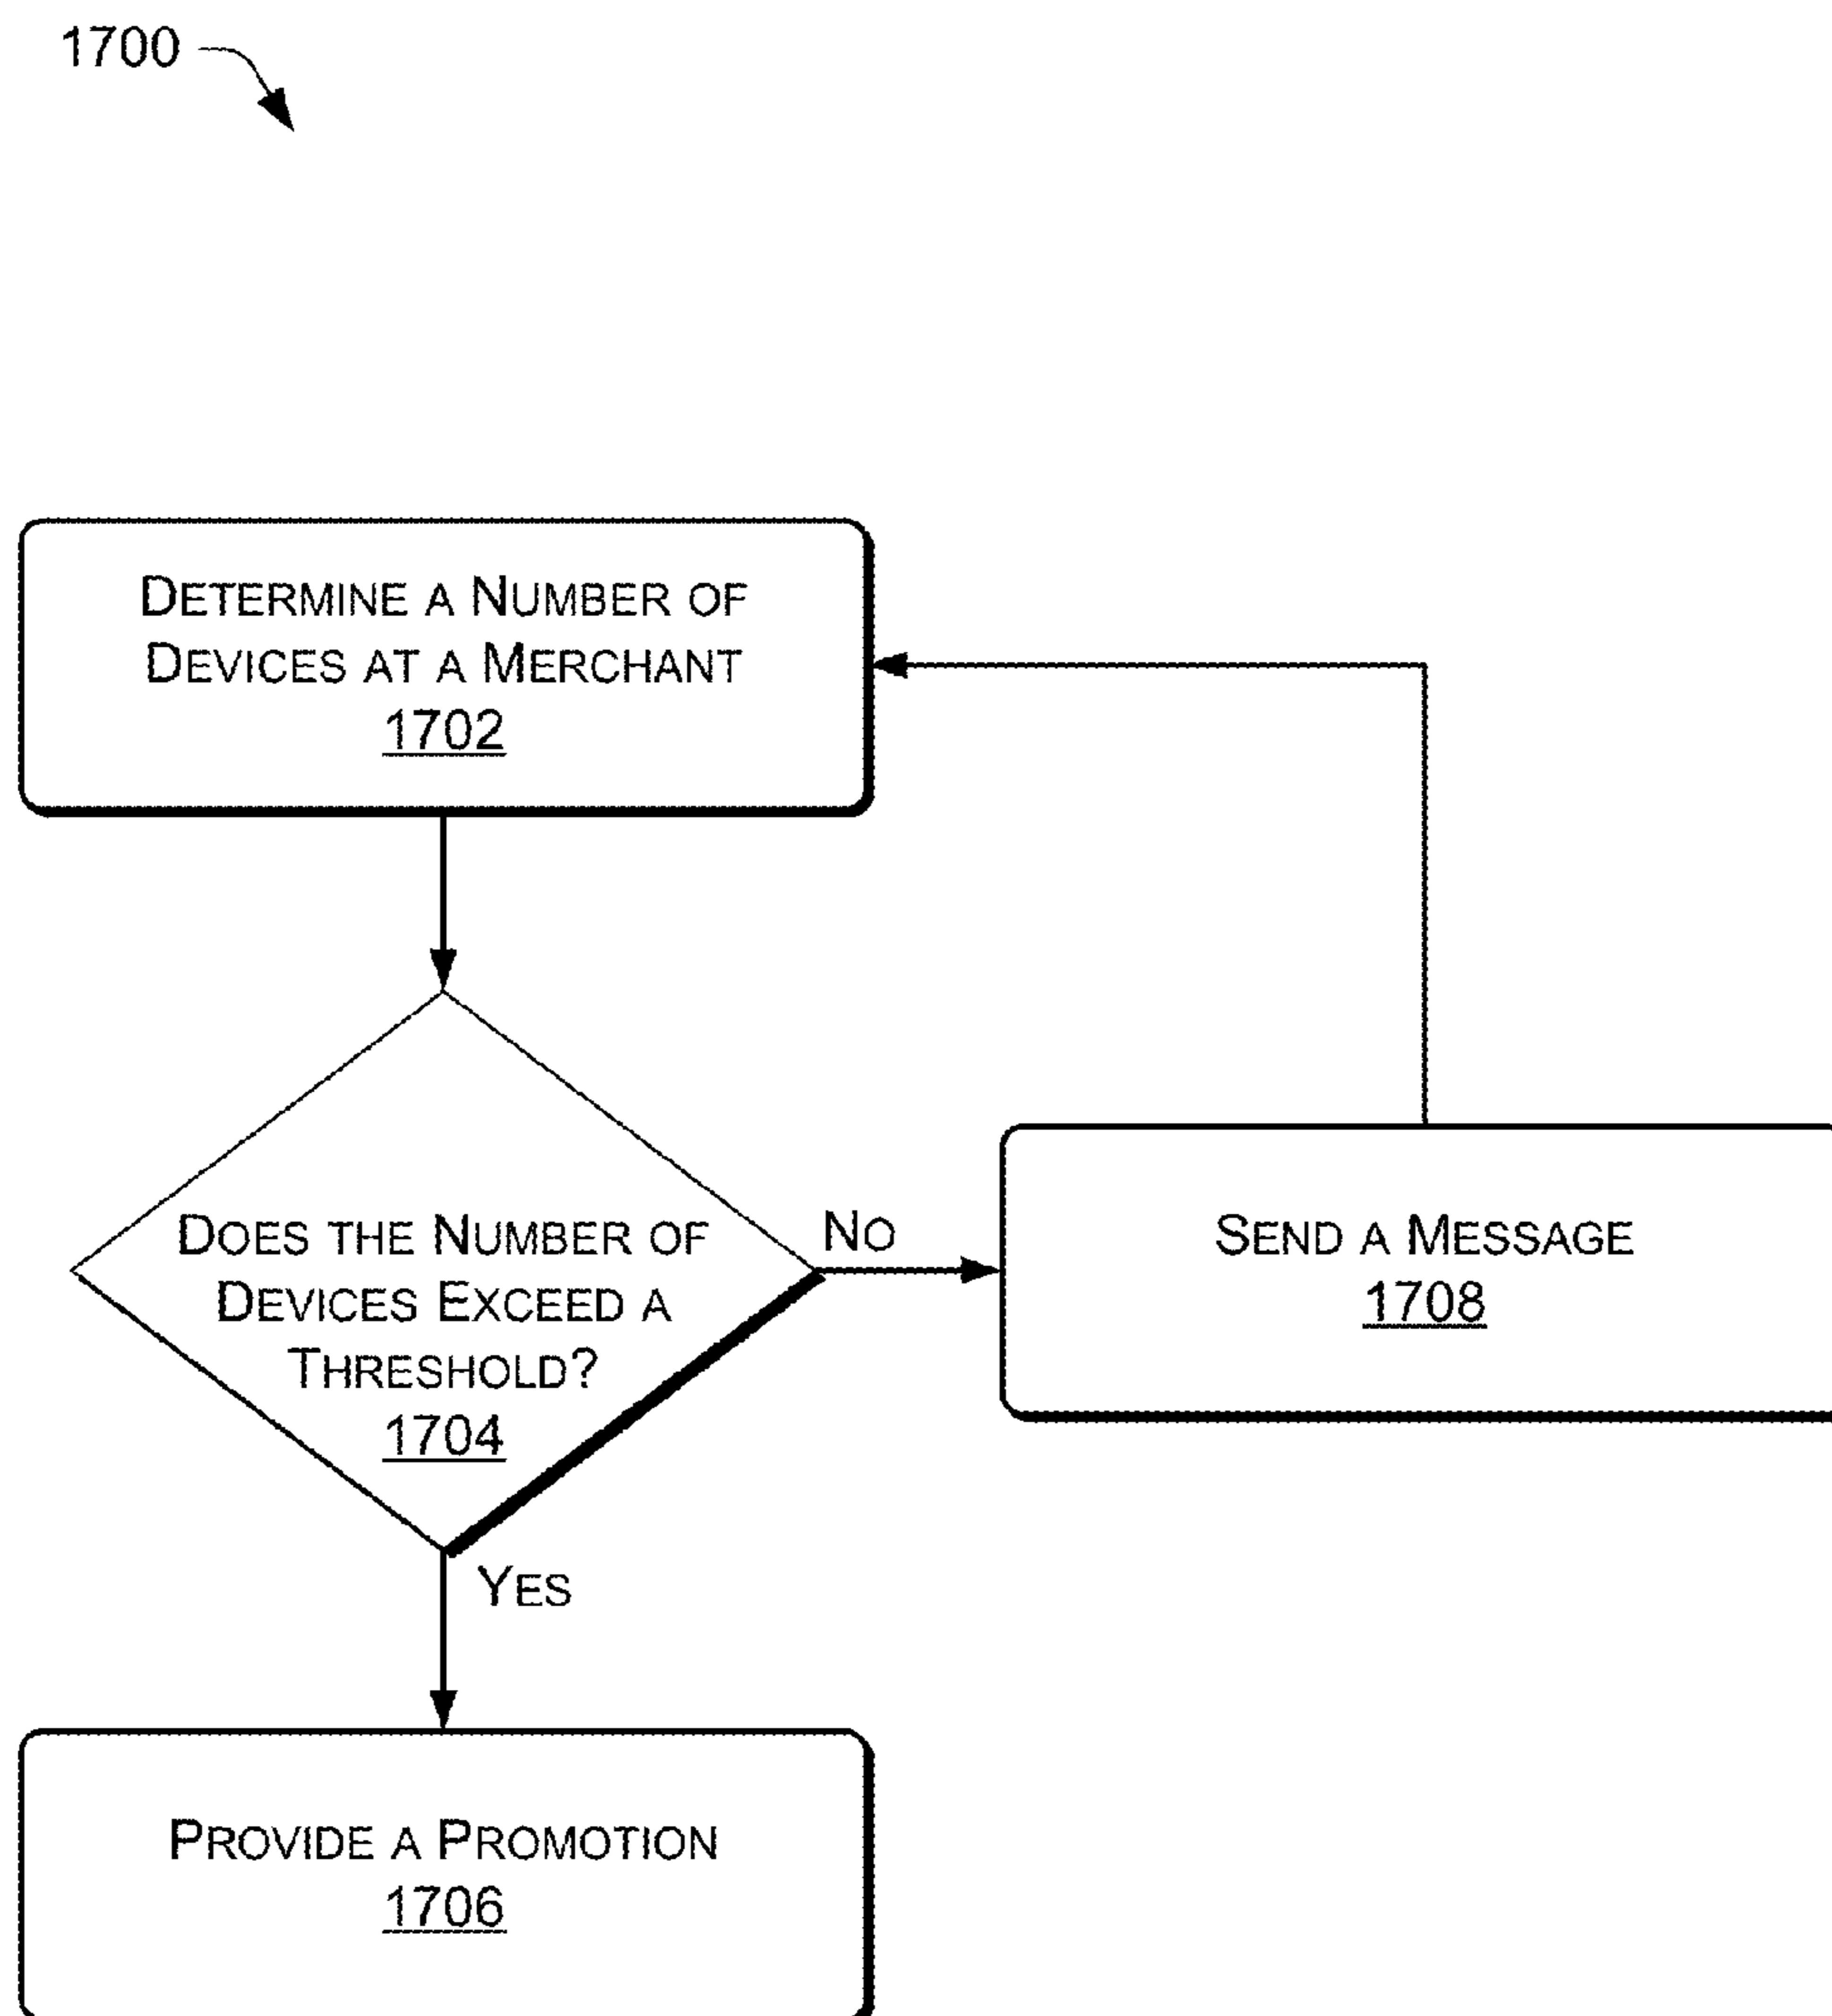 1700
DETERMINE A NUMBER OF
DEVICES AT A MERCHANT
1702
DOES THE NUMBER OF
DEVICES EXCEED A
THRESHOLD?
1704
NO
SEND A MESSAGE
1708
YES
PROVIDE A PROMOTION
1706